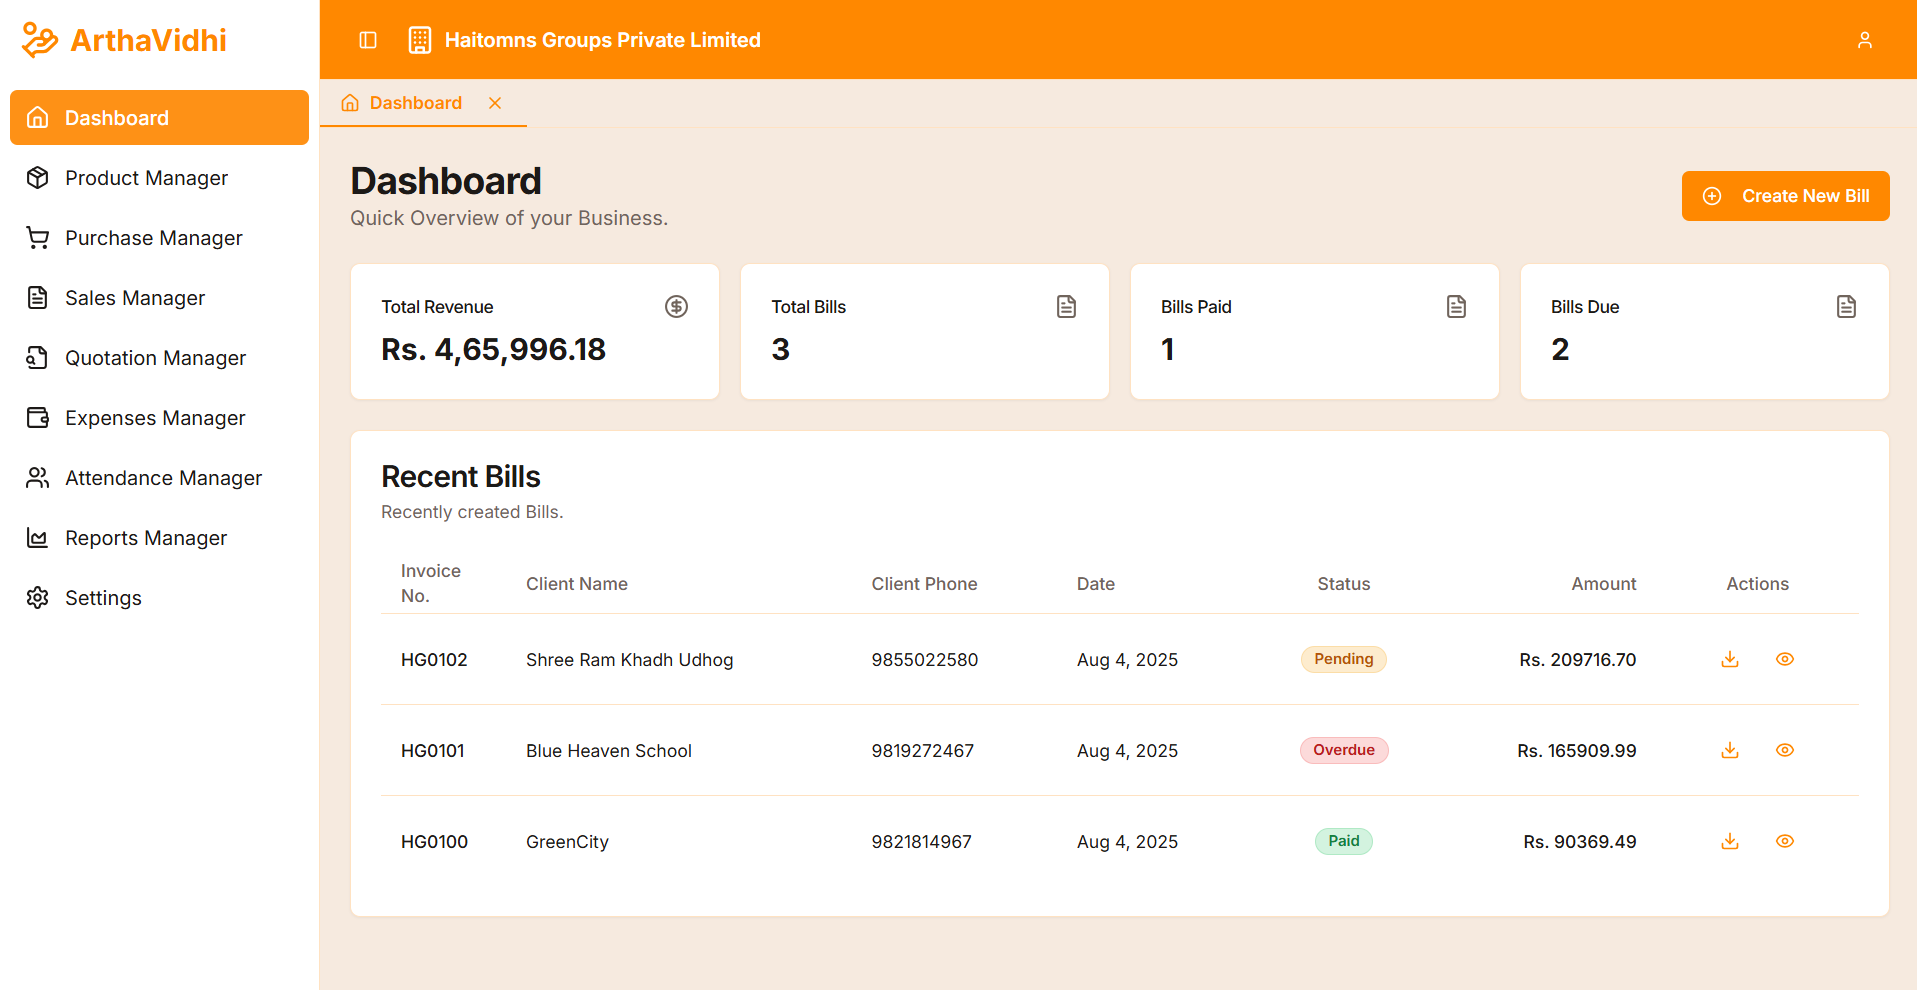 ArthaVidhi
Haitomns Groups Private Limited
Dashboard
Product Manager
Purchase Manager
Sales Manager
Quotation Manager
Expenses Manager
Attendance Manager
Reports Manager
Settings
Dashboard
Dashboard
Quick Overview of your Business.
Create New Bill
Total Revenue
Rs. 4,65,996.18
Total Bills
3
Bills Paid
1
Bills Due
2
Recent Bills
Recently created Bills.
Invoice
No. Client Name Client Phone Date Status Amount Actions
HG0102 Shree Ram Khadh Udhog 9855022580 Aug 4, 2025 Pending Rs. 209716.70
HG0101 Blue Heaven School 9819272467 Aug 4, 2025 Overdue Rs. 165909.99
HG0100 GreenCity 9821814967 Aug 4, 2025 Paid Rs. 90369.49